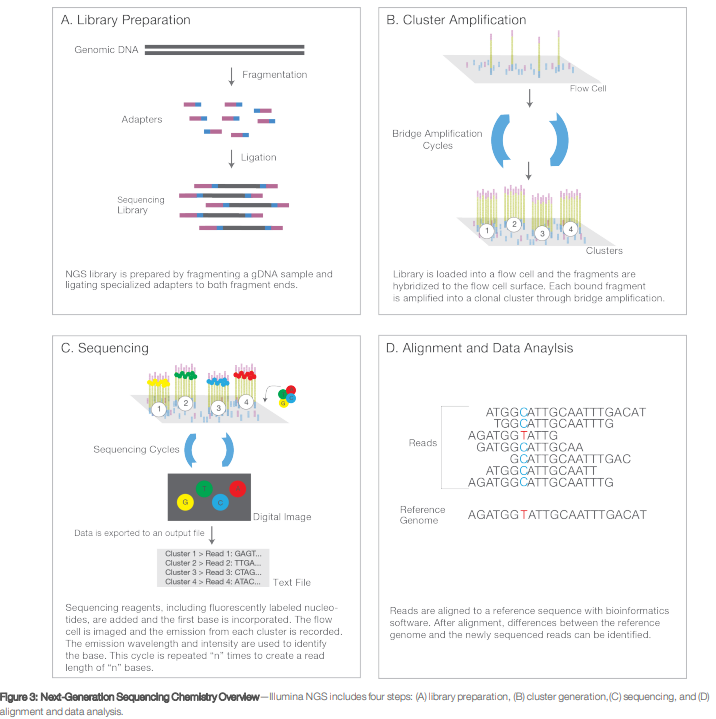 A. Library Preparation
Genomic DNA
Fragmentation
Adapters
Ligation
Sequencing
Library
NGS library is prepared by fragmenting a gDNA sample and
ligating specialized adapters to both fragment ends.
B. Cluster Amplification
Flow Cell
Bridge Amplification
Cycles
1
2
3
4
Clusters
Library is loaded into a flow cell and the fragments are
hybridized to the flow cell surface. Each bound fragment
is amplified into a clonal cluster through bridge amplification.
C. Sequencing
1
2
3
4
G
Sequencing Cycles
G
T
C
Digital Image
Data is exported to an output file
Cluster 1 > Read 1: GAGT...
Cluster 2 > Read 2: TTGA...
Cluster 3 > Read 3: CTAG...
Cluster 4 > Read 4: ATAC...
Text File
Sequencing reagents, including fluorescently labeled nucleo-
tides, are added and the first base is incorporated. The flow
cell is imaged and the emission from each cluster is recorded.
The emission wavelength and intensity are used to identify
the base. This cycle is repeated "n" times to create a read
length of "n" bases.
D. Alignment and Data Anaylsis
Reads
ATGGCATTGCAATTTGACAT
TGGCATTGCAATTTG
AGATGGTATTG
GATGGCATTGCAA
GCATTGCAATTTGAC
ATGGCATTGCAATT
AGATGGCATTGCAATTTG
Reference
Genome
AGATGGTATTGCAATTTGACAT
Reads are aligned to a reference sequence with bioinformatics
software. After alignment, differences between the reference
genome and the newly sequenced reads can be identified.
Figure 3: Next-Generation Sequencing Chemistry Overview—Illumina NGS includes four steps: (A) library preparation, (B) cluster generation, (C) sequencing, and (D)
alignment and data analysis.